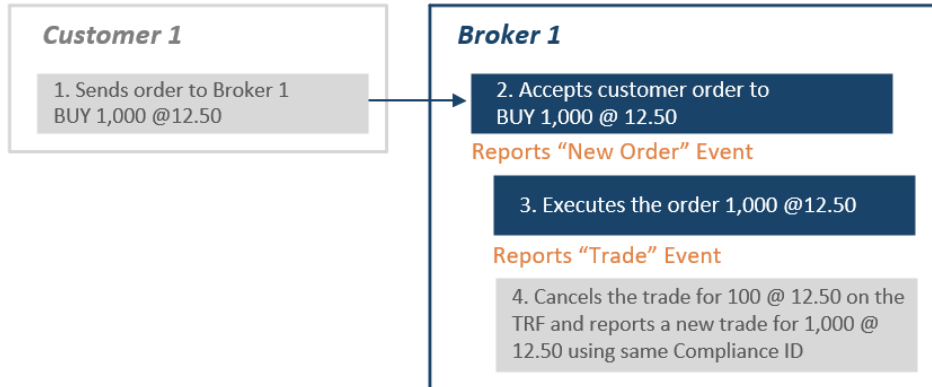 Customer 1
1. Sends order to Broker 1
BUY 1,000 @12.50
Broker 1
2. Accepts customer order to
BUY 1,000 @ 12.50
Reports “New Order” Event
3. Executes the order 1,000 @12.50
Reports “Trade” Event
4. Cancels the trade for 100 @ 12.50 on the
TRF and reports a new trade for 1,000 @
12.50 using same Compliance ID